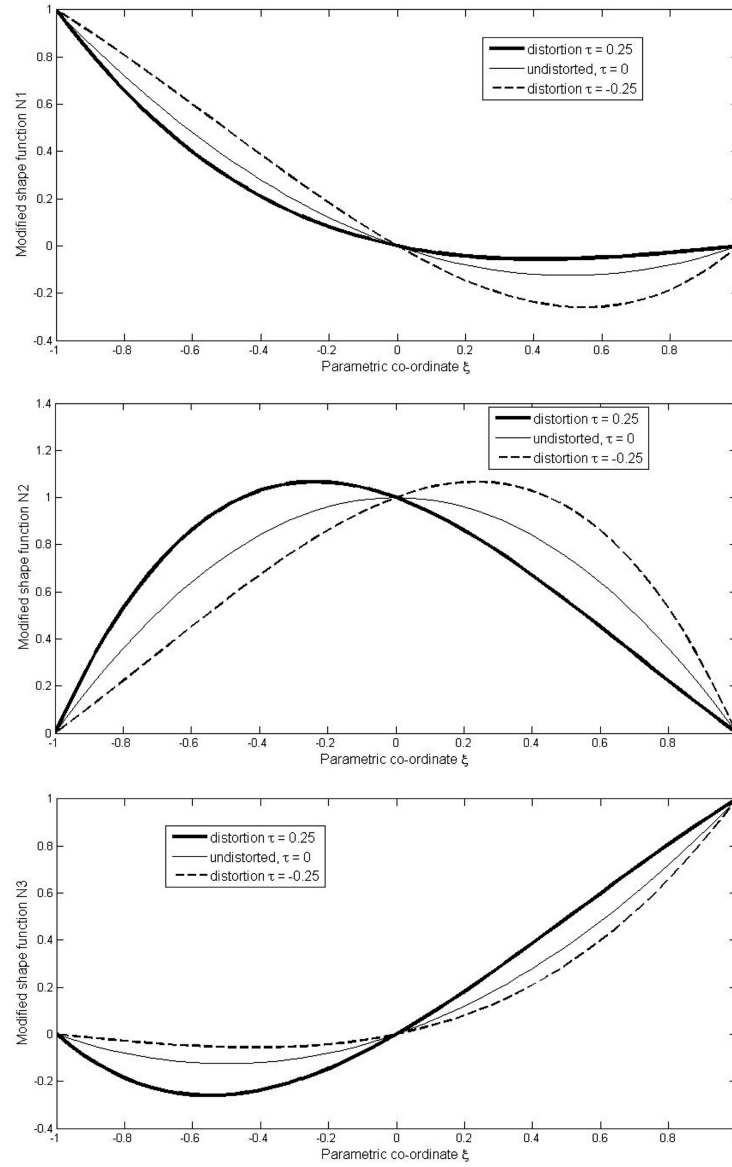 1
0.8
0.6
0.4
0.2
0
-0.2
-0.4
Modified shape function N1
distortion τ = 0.25
undistorted, τ = 0
distortion τ = -0.25
-1 -0.8 -0.6 -0.4 -0.2 0 0.2 0.4 0.6 0.8
Parametric co-ordinate ξ
1.4
1.2
1
0.8
0.6
0.4
0.2
0
Modified shape function N2
distortion τ = 0.25
undistorted, τ = 0
distortion τ = -0.25
-1 -0.8 -0.6 -0.4 -0.2 0 0.2 0.4 0.6 0.8
Parametric co-ordinate ξ
1
0.8
0.6
0.4
0.2
0
-0.2
-0.4
Modified shape function N3
distortion τ = 0.25
undistorted, τ = 0
distortion τ = -0.25
-1 -0.8 -0.6 -0.4 -0.2 0 0.2 0.4 0.6 0.8
Parametric co-ordinate ξ